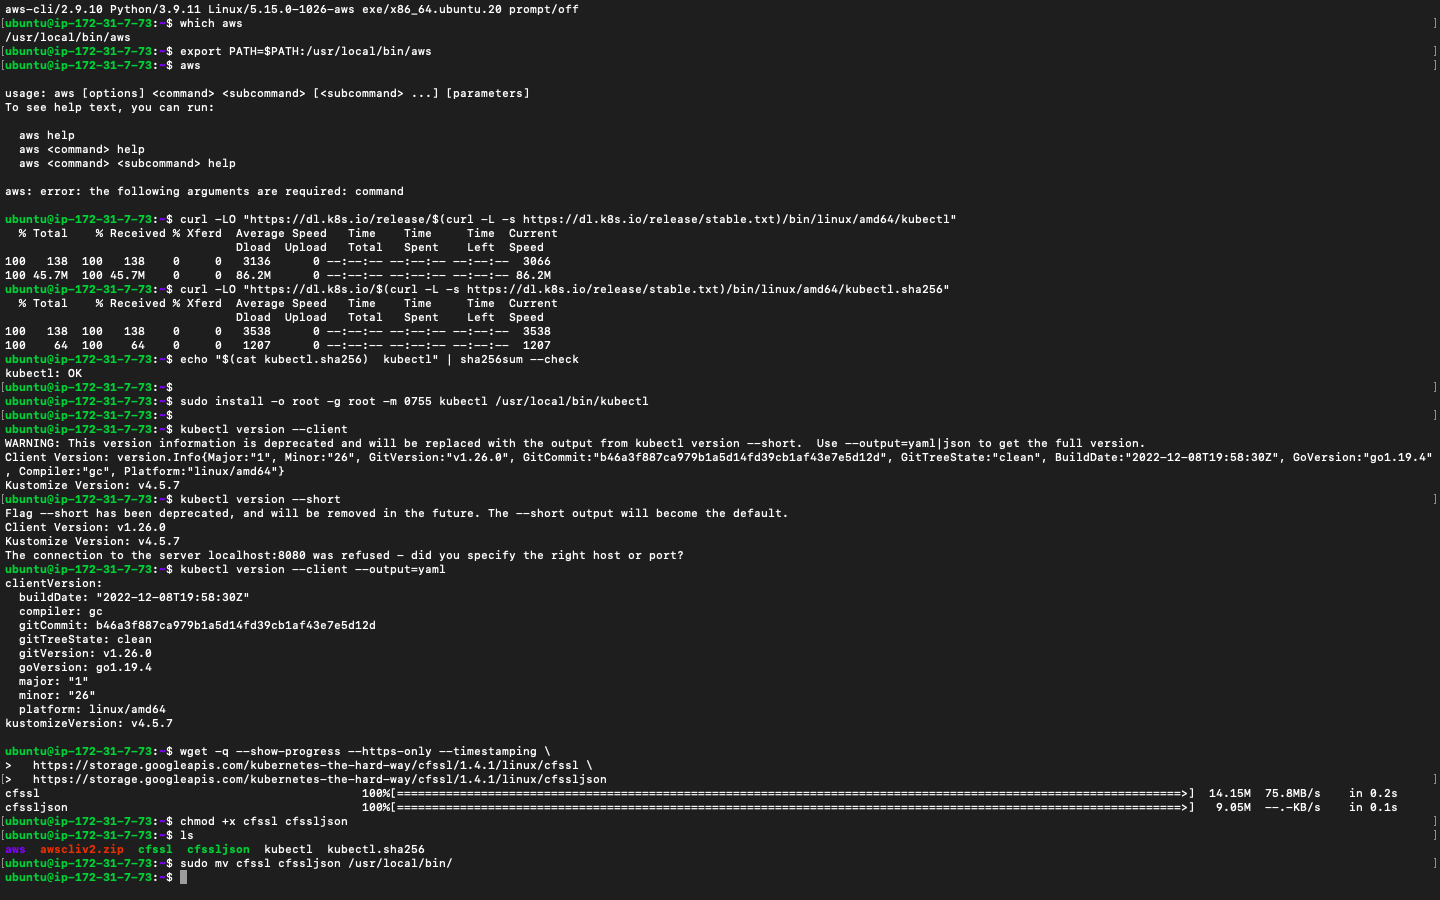 aws-cli/2.9.10 Python/3.9.11 Linux/5.15.0-1026-aws exe/x86_64.ubuntu.20 prompt/off
[ubuntu@ip-172-31-7-73:~$ which aws ]
/usr/local/bin/aws
[ubuntu@ip-172-31-7-73:~$ export PATH=$PATH:/usr/local/bin/aws ]
[ubuntu@ip-172-31-7-73:~$ aws ]
usage: aws [options] <command> <subcommand> [<subcommand> ...] [parameters]
To see help text, you can run:
  aws help
  aws <command> help
  aws <command> <subcommand> help
aws: error: the following arguments are required: command
ubuntu@ip-172-31-7-73:~$ curl -LO "https://dl.k8s.io/release/$(curl -L -s https://dl.k8s.io/release/stable.txt)/bin/linux/amd64/kubectl"
  % Total    % Received % Xferd  Average Speed   Time    Time     Time  Current
                                 Dload  Upload   Total   Spent    Left  Speed
100   138  100   138    0     0   3136      0 --:--:-- --:--:-- --:--:--  3066
100 45.7M  100 45.7M    0     0  86.2M      0 --:--:-- --:--:-- --:--:-- 86.2M
ubuntu@ip-172-31-7-73:~$ curl -LO "https://dl.k8s.io/$(curl -L -s https://dl.k8s.io/release/stable.txt)/bin/linux/amd64/kubectl.sha256"
  % Total    % Received % Xferd  Average Speed   Time    Time     Time  Current
                                 Dload  Upload   Total   Spent    Left  Speed
100   138  100   138    0     0   3538      0 --:--:-- --:--:-- --:--:--  3538
100    64  100    64    0     0   1207      0 --:--:-- --:--:-- --:--:--  1207
ubuntu@ip-172-31-7-73:~$ echo "$(cat kubectl.sha256)  kubectl" | sha256sum --check
kubectl: OK
[ubuntu@ip-172-31-7-73:~$ ]
ubuntu@ip-172-31-7-73:~$ sudo install -o root -g root -m 0755 kubectl /usr/local/bin/kubectl
[ubuntu@ip-172-31-7-73:~$ ]
ubuntu@ip-172-31-7-73:~$ kubectl version --client
WARNING: This version information is deprecated and will be replaced with the output from kubectl version --short.  Use --output=yaml|json to get the full version.
Client Version: version.Info{Major:"1", Minor:"26", GitVersion:"v1.26.0", GitCommit:"b46a3f887ca979b1a5d14fd39cb1af43e7e5d12d", GitTreeState:"clean", BuildDate:"2022-12-08T19:58:30Z", GoVersion:"go1.19.4"
, Compiler:"gc", Platform:"linux/amd64"}
Kustomize Version: v4.5.7
[ubuntu@ip-172-31-7-73:~$ kubectl version --short ]
Flag --short has been deprecated, and will be removed in the future. The --short output will become the default.
Client Version: v1.26.0
Kustomize Version: v4.5.7
The connection to the server localhost:8080 was refused - did you specify the right host or port?
ubuntu@ip-172-31-7-73:~$ kubectl version --client --output=yaml
clientVersion:
  buildDate: "2022-12-08T19:58:30Z"
  compiler: gc
  gitCommit: b46a3f887ca979b1a5d14fd39cb1af43e7e5d12d
  gitTreeState: clean
  gitVersion: v1.26.0
  goVersion: go1.19.4
  major: "1"
  minor: "26"
  platform: linux/amd64
kustomizeVersion: v4.5.7
ubuntu@ip-172-31-7-73:~$ wget -q --show-progress --https-only --timestamping \
>   https://storage.googleapis.com/kubernetes-the-hard-way/cfssl/1.4.1/linux/cfssl \
[>   https://storage.googleapis.com/kubernetes-the-hard-way/cfssl/1.4.1/linux/cfssljson ]
cfssl 100%[================================================================================================================>]  14.15M  75.8MB/s    in 0.2s
cfssljson 100%[================================================================================================================>]   9.05M  --.-KB/s    in 0.1s
[ubuntu@ip-172-31-7-73:~$ chmod +x cfssl cfssljson ]
[ubuntu@ip-172-31-7-73:~$ ls ]
aws  awscliv2.zip  cfssl  cfssljson  kubectl  kubectl.sha256
[ubuntu@ip-172-31-7-73:~$ sudo mv cfssl cfssljson /usr/local/bin/ ]
ubuntu@ip-172-31-7-73:~$